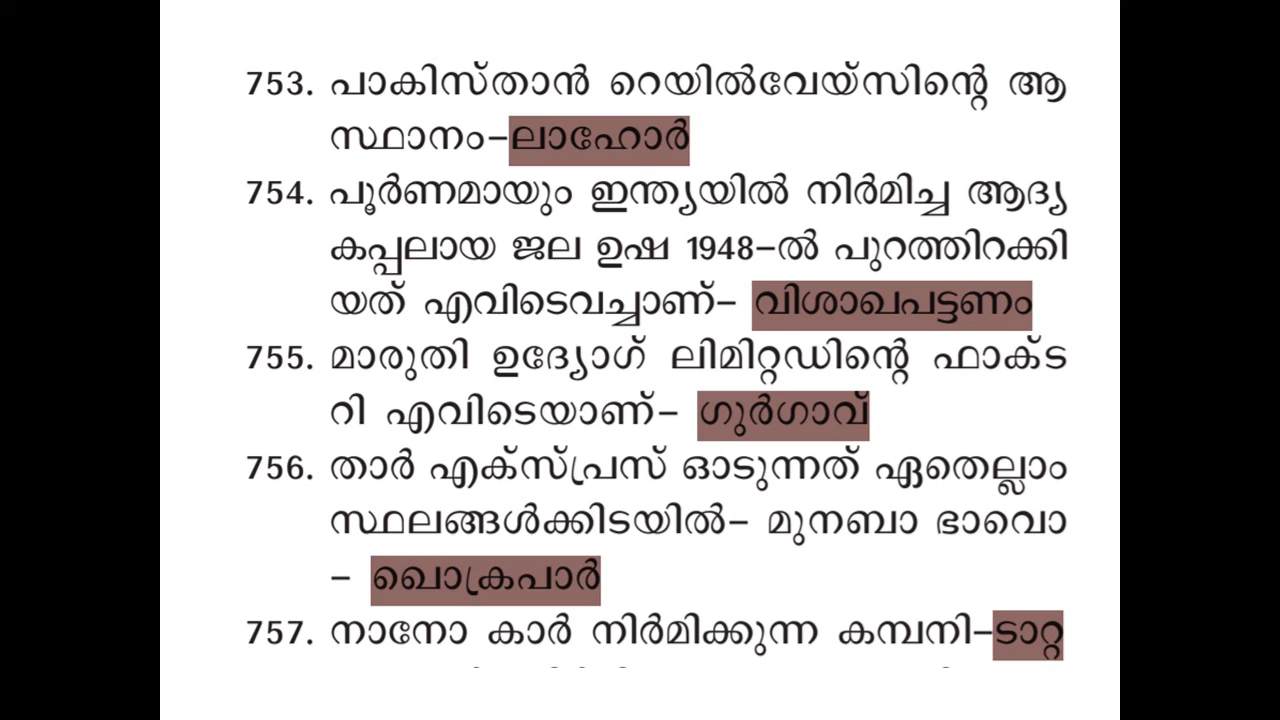 753. പാകിസ്താൻ റെയിൽവേയ്സിന്റെ ആ
സ്ഥാനം–ലാഹോർ
754. പൂർണമായും ഇന്ത്യയിൽ നിർമിച്ച ആദ്യ
കപ്പലായ ജല ഉഷ 1948–ൽ പുറത്തിറക്കി
യത് എവിടെവച്ചാണ്– വിശാഖപട്ടണം
755. മാരുതി ഉദ്യോഗ് ലിമിറ്റഡിന്റെ ഫാക്ട
റി എവിടെയാണ്– ഗുർഗാവ്
756. താർ എക്സ്പ്രസ് ഓടുന്നത് ഏതെല്ലാം
സ്ഥലങ്ങൾക്കിടയിൽ– മുനബാ ഭാവൊ
– ഖൊക്രപാർ
757. നാനോ കാർ നിർമിക്കുന്ന കമ്പനി–ടാറ്റ